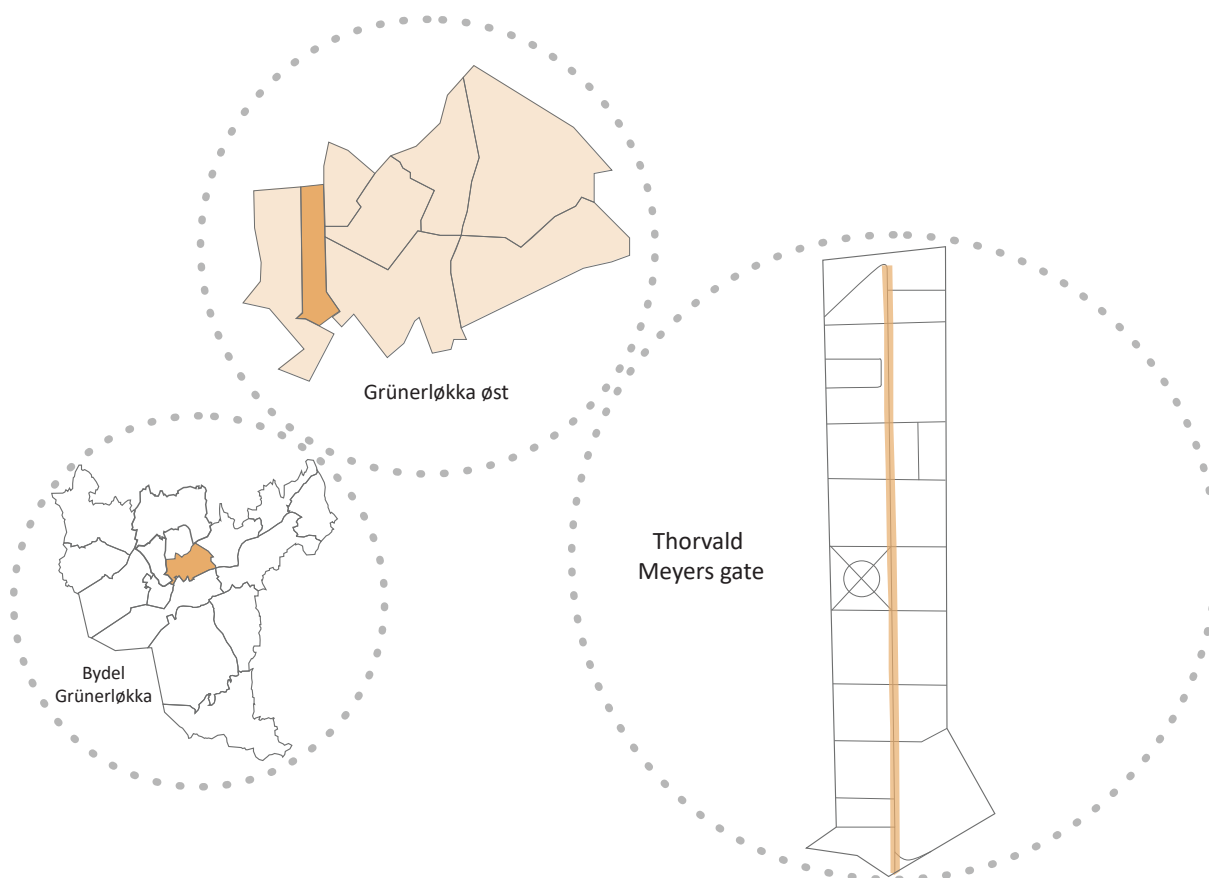 Grünerløkka øst
Thorvald
Meyers gate
Bydel
Grünerløkka